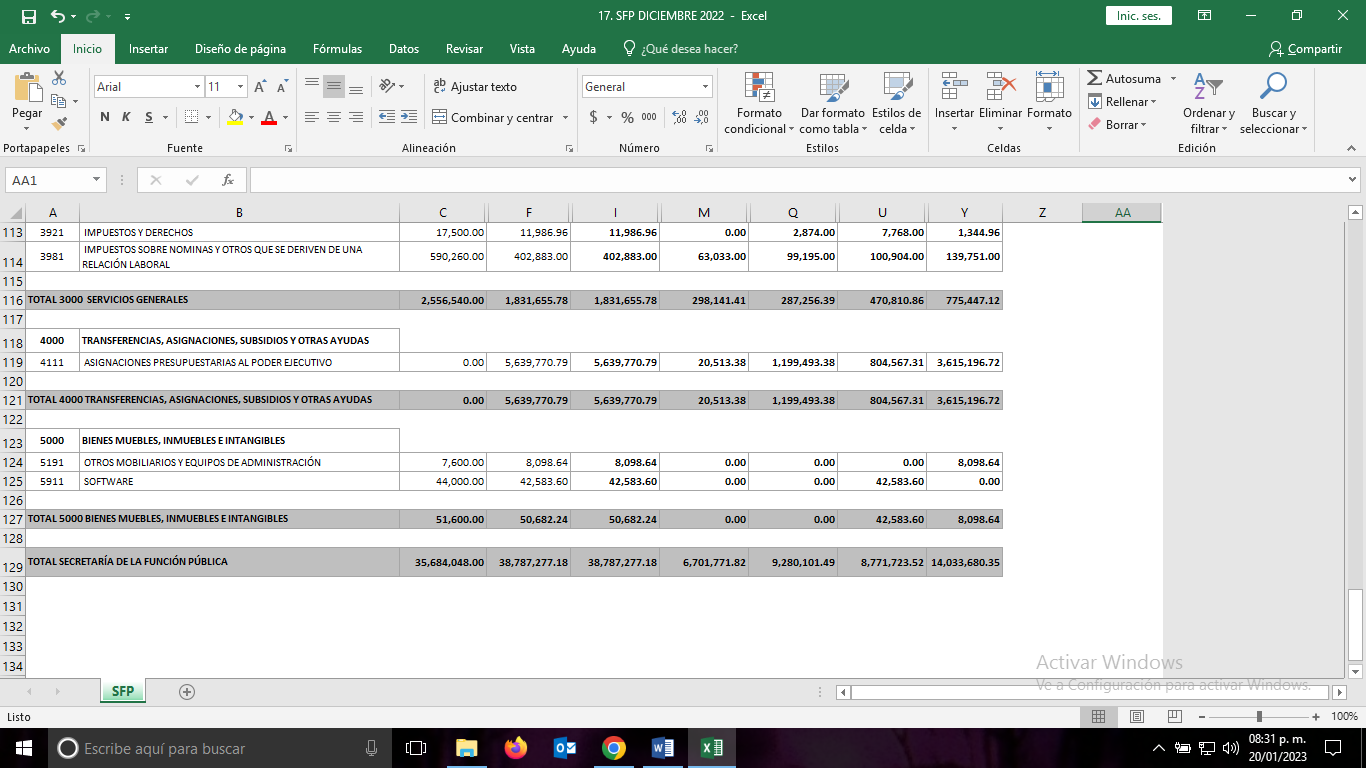 17. SFP DICIEMBRE 2022 - Excel
Inic. ses.
Archivo Inicio Insertar Diseño de página Fórmulas Datos Revisar Vista Ayuda ¿Qué desea hacer? Compartir
Pegar
Arial 11
N K S
Ajustar texto
Combinar y centrar
General
$ % 000
Formato condicional
Dar formato como tabla
Estilos de celda
Insertar Eliminar Formato
Autosuma
Rellenar
Borrar
Ordenar y filtrar
Buscar y seleccionar
Portapapeles Fuente Alineación Número Estilos Celdas Edición
AA1 fx
A B C F I M Q U Y Z AA
113 3921 IMPUESTOS Y DERECHOS 17,500.00 11,986.96 11,986.96 0.00 2,874.00 7,768.00 1,344.96
114 3981 IMPUESTOS SOBRE NOMINAS Y OTROS QUE SE DERIVEN DE UNA
RELACIÓN LABORAL 590,260.00 402,883.00 402,883.00 63,033.00 99,195.00 100,904.00 139,751.00
115
116 TOTAL 3000 SERVICIOS GENERALES 2,556,540.00 1,831,655.78 1,831,655.78 298,141.41 287,256.39 470,810.86 775,447.12
117
118 4000 TRANSFERENCIAS, ASIGNACIONES, SUBSIDIOS Y OTRAS AYUDAS
119 4111 ASIGNACIONES PRESUPUESTARIAS AL PODER EJECUTIVO 0.00 5,639,770.79 5,639,770.79 20,513.38 1,199,493.38 804,567.31 3,615,196.72
120
121 TOTAL 4000 TRANSFERENCIAS, ASIGNACIONES, SUBSIDIOS Y OTRAS AYUDAS 0.00 5,639,770.79 5,639,770.79 20,513.38 1,199,493.38 804,567.31 3,615,196.72
122
123 5000 BIENES MUEBLES, INMUEBLES E INTANGIBLES
124 5191 OTROS MOBILIARIOS Y EQUIPOS DE ADMINISTRACIÓN 7,600.00 8,098.64 8,098.64 0.00 0.00 0.00 8,098.64
125 5911 SOFTWARE 44,000.00 42,583.60 42,583.60 0.00 0.00 42,583.60 0.00
126
127 TOTAL 5000 BIENES MUEBLES, INMUEBLES E INTANGIBLES 51,600.00 50,682.24 50,682.24 0.00 0.00 42,583.60 8,098.64
128
129 TOTAL SECRETARÍA DE LA FUNCIÓN PÚBLICA 35,684,048.00 38,787,277.18 38,787,277.18 6,701,771.82 9,280,101.49 8,771,723.52 14,033,680.35
130
131
132
133
134
Activar Windows
Ve a Configuración para activar Windows.
SFP
Listo
100%
Escribe aquí para buscar
08:31 p. m.
20/01/2023